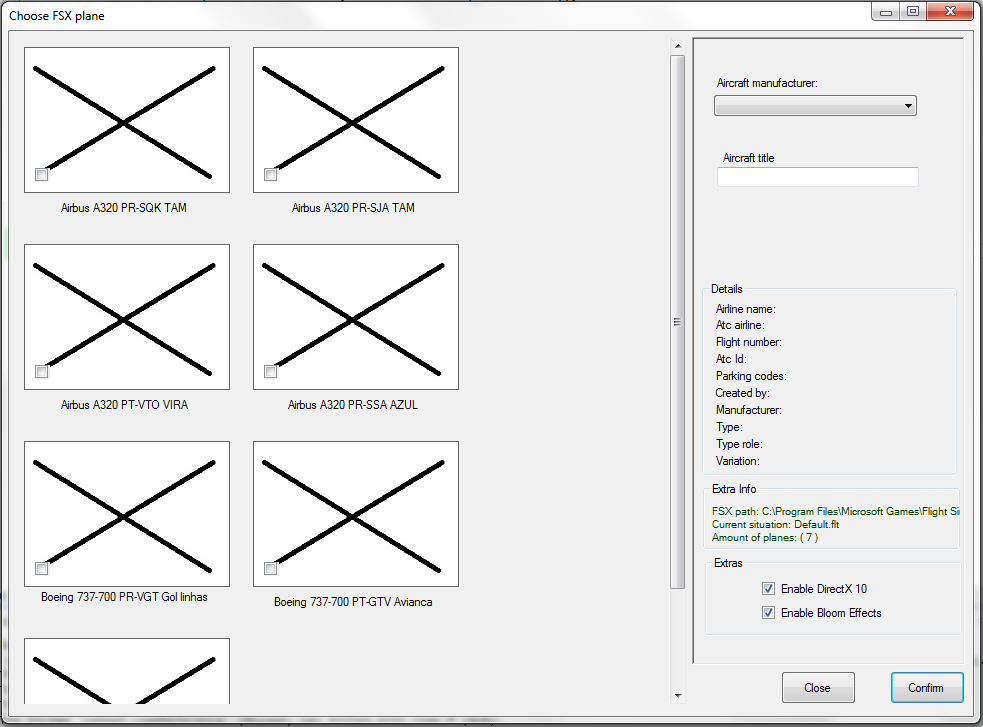 Choose FSX plane
Airbus A320 PR-SQK TAM
Airbus A320 PR-SJA TAM
Airbus A320 PT-VTO VIRA
Airbus A320 PR-SSA AZUL
Boeing 737-700 PR-VGT Gol linhas
Boeing 737-700 PT-GTV Avianca
Aircraft manufacturer:
Aircraft title
Details
Airline name:
Atc airline:
Flight number:
Atc Id:
Parking codes:
Created by:
Manufacturer:
Type:
Type role:
Variation:
Extra Info
FSX path: C:\Program Files\Microsoft Games\Flight Si
Current situation: Default.flt
Amount of planes: ( 7 )
Extras
Enable DirectX 10
Enable Bloom Effects
Close
Confirm